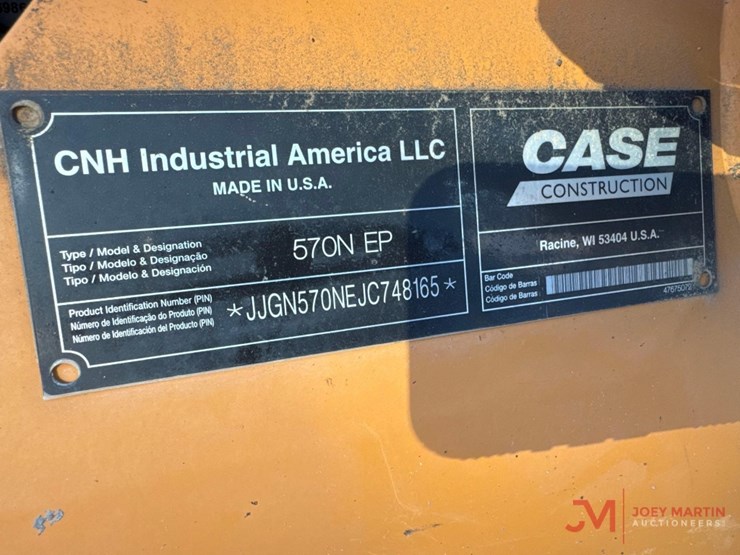 CNH Industrial America LLC
MADE IN U.S.A.
Type / Model & Designation
Tipo / Modelo & Designação
Tipo / Modelo & Designación
570N EP
Product Identification Number (PIN)
Número de Identificação do Produto (PIN)
Número de Identificación del Producto (PIN)
*JJGN570NEJC748165*
CASE
CONSTRUCTION
Racine, WI 53404 U.S.A.
Bar Code
Código de Barras :
Código de Barras :
JM JOEY MARTIN
AUCTIONEERS